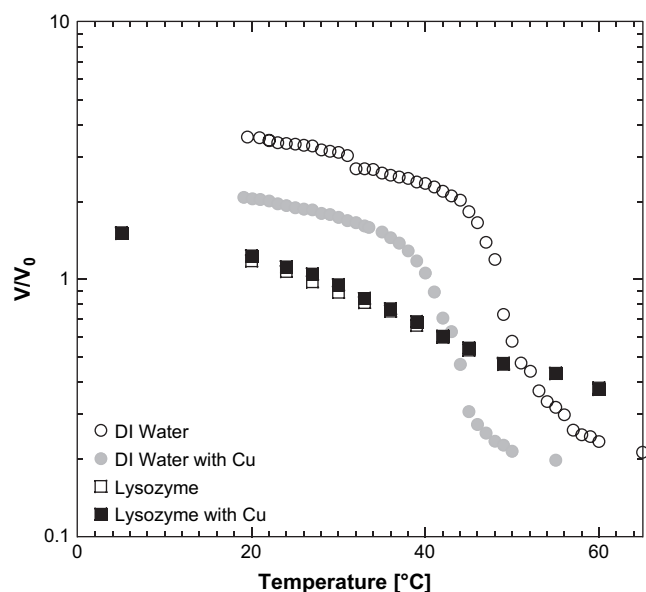 10
V/V0
1
DI Water
DI Water with Cu
Lysozyme
Lysozyme with Cu
0.1
0 20 40 60
Temperature [°C]